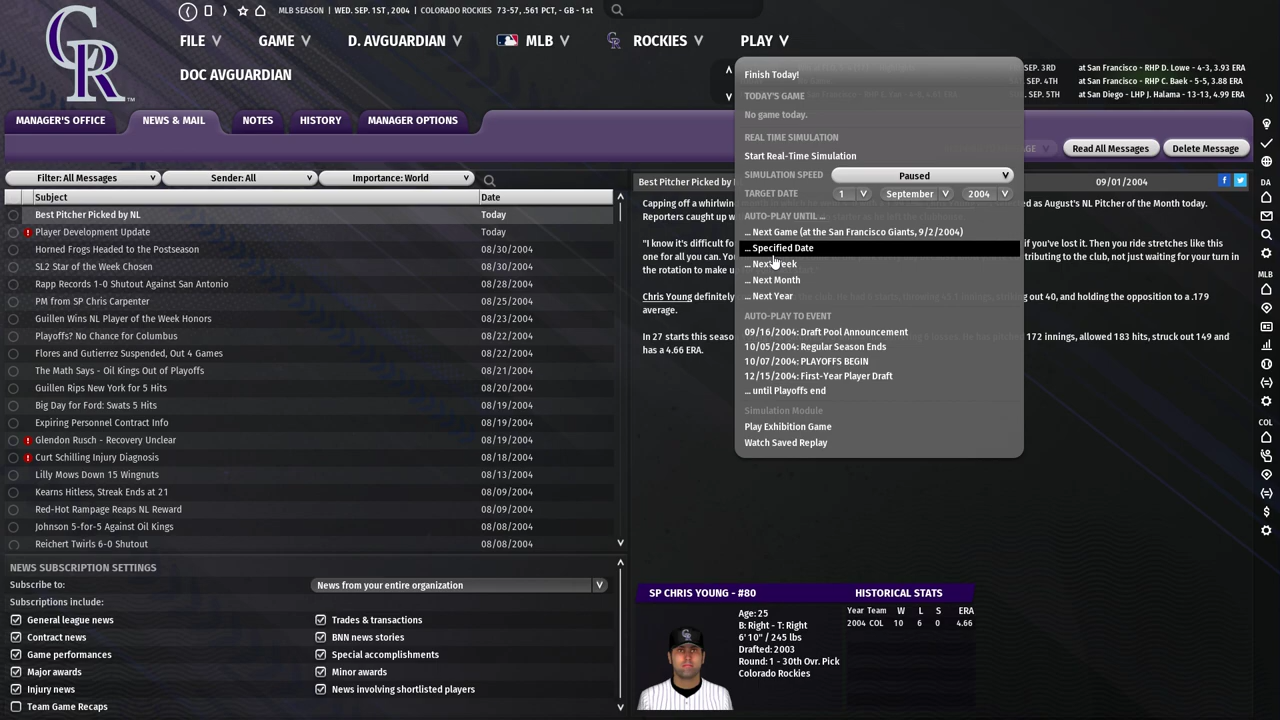 MLB SEASON | WED. SEP. 1ST, 2004 | COLORADO ROCKIES 73-57, .561 PCT, - GB - 1st
FILE GAME D. AVGUARDIAN MLB ROCKIES PLAY
DOC AVGUARDIAN
SEP. 3RD at San Francisco - RHP D. Lowe - 4-3, 3.93 ERA
SEP. 4TH at San Francisco - RHP C. Baek - 5-5, 3.88 ERA
SEP. 5TH at San Diego - LHP J. Halama - 13-13, 4.99 ERA
MANAGER'S OFFICE NEWS & MAIL NOTES HISTORY MANAGER OPTIONS
Read All Messages Delete Message
Filter: All Messages Sender: All Importance: World
Subject Date
Best Pitcher Picked by NL Today
Player Development Update Today
Horned Frogs Headed to the Postseason 08/30/2004
SL2 Star of the Week Chosen 08/30/2004
Rapp Records 1-0 Shutout Against San Antonio 08/28/2004
PM from SP Chris Carpenter 08/25/2004
Guillen Wins NL Player of the Week Honors 08/23/2004
Playoffs? No Chance for Columbus 08/22/2004
Flores and Gutierrez Suspended, Out 4 Games 08/22/2004
The Math Says - Oil Kings Out of Playoffs 08/21/2004
Guillen Rips New York for 5 Hits 08/20/2004
Big Day for Ford: Swats 5 Hits 08/19/2004
Expiring Personnel Contract Info 08/19/2004
Glendon Rusch - Recovery Unclear 08/19/2004
Curt Schilling Injury Diagnosis 08/18/2004
Lilly Mows Down 15 Wingnuts 08/13/2004
Kearns Hitless, Streak Ends at 21 08/09/2004
Red-Hot Rampage Reaps NL Reward 08/09/2004
Johnson 5-for-5 Against Oil Kings 08/08/2004
Reichert Twirls 6-0 Shutout 08/08/2004
NEWS SUBSCRIPTION SETTINGS
Subscribe to: News from your entire organization
Subscriptions include:
General league news Trades & transactions
Contract news BNN news stories
Game performances Special accomplishments
Major awards Minor awards
Injury news News involving shortlisted players
Team Game Recaps
Finish Today!
TODAY'S GAME
No game today.
REAL TIME SIMULATION
Start Real-Time Simulation
SIMULATION SPEED Paused
TARGET DATE 1 September 2004
AUTO-PLAY UNTIL ...
... Next Game (at the San Francisco Giants, 9/2/2004)
... Specified Date
... Next Week
... Next Month
... Next Year
AUTO-PLAY TO EVENT
09/16/2004: Draft Pool Announcement
10/05/2004: Regular Season Ends
10/07/2004: PLAYOFFS BEGIN
12/15/2004: First-Year Player Draft
... until Playoffs end
Simulation Module
Play Exhibition Game
Watch Saved Replay
Best Pitcher Picked by 09/01/2004
Capping off a whirlwin as August's NL Pitcher of the Month today.
Reporters caught up w
"I know it's difficult fo if you've lost it. Then you ride stretches like this
one for all you can. You tributing to the club, not just waiting for your turn in
the rotation to make u
Chris Young definitely striking out 40, and holding the opposition to a .179
average.
In 27 starts this seaso pitched 172 innings, allowed 183 hits, struck out 149 and
has a 4.66 ERA.
SP CHRIS YOUNG - #80
Age: 25
B: Right - T: Right
6' 10" / 245 lbs
Drafted: 2003
Round: 1 - 30th Ovr. Pick
Colorado Rockies
HISTORICAL STATS
Year Team W L S ERA
2004 COL 10 6 0 4.66
DA
MLB
COL